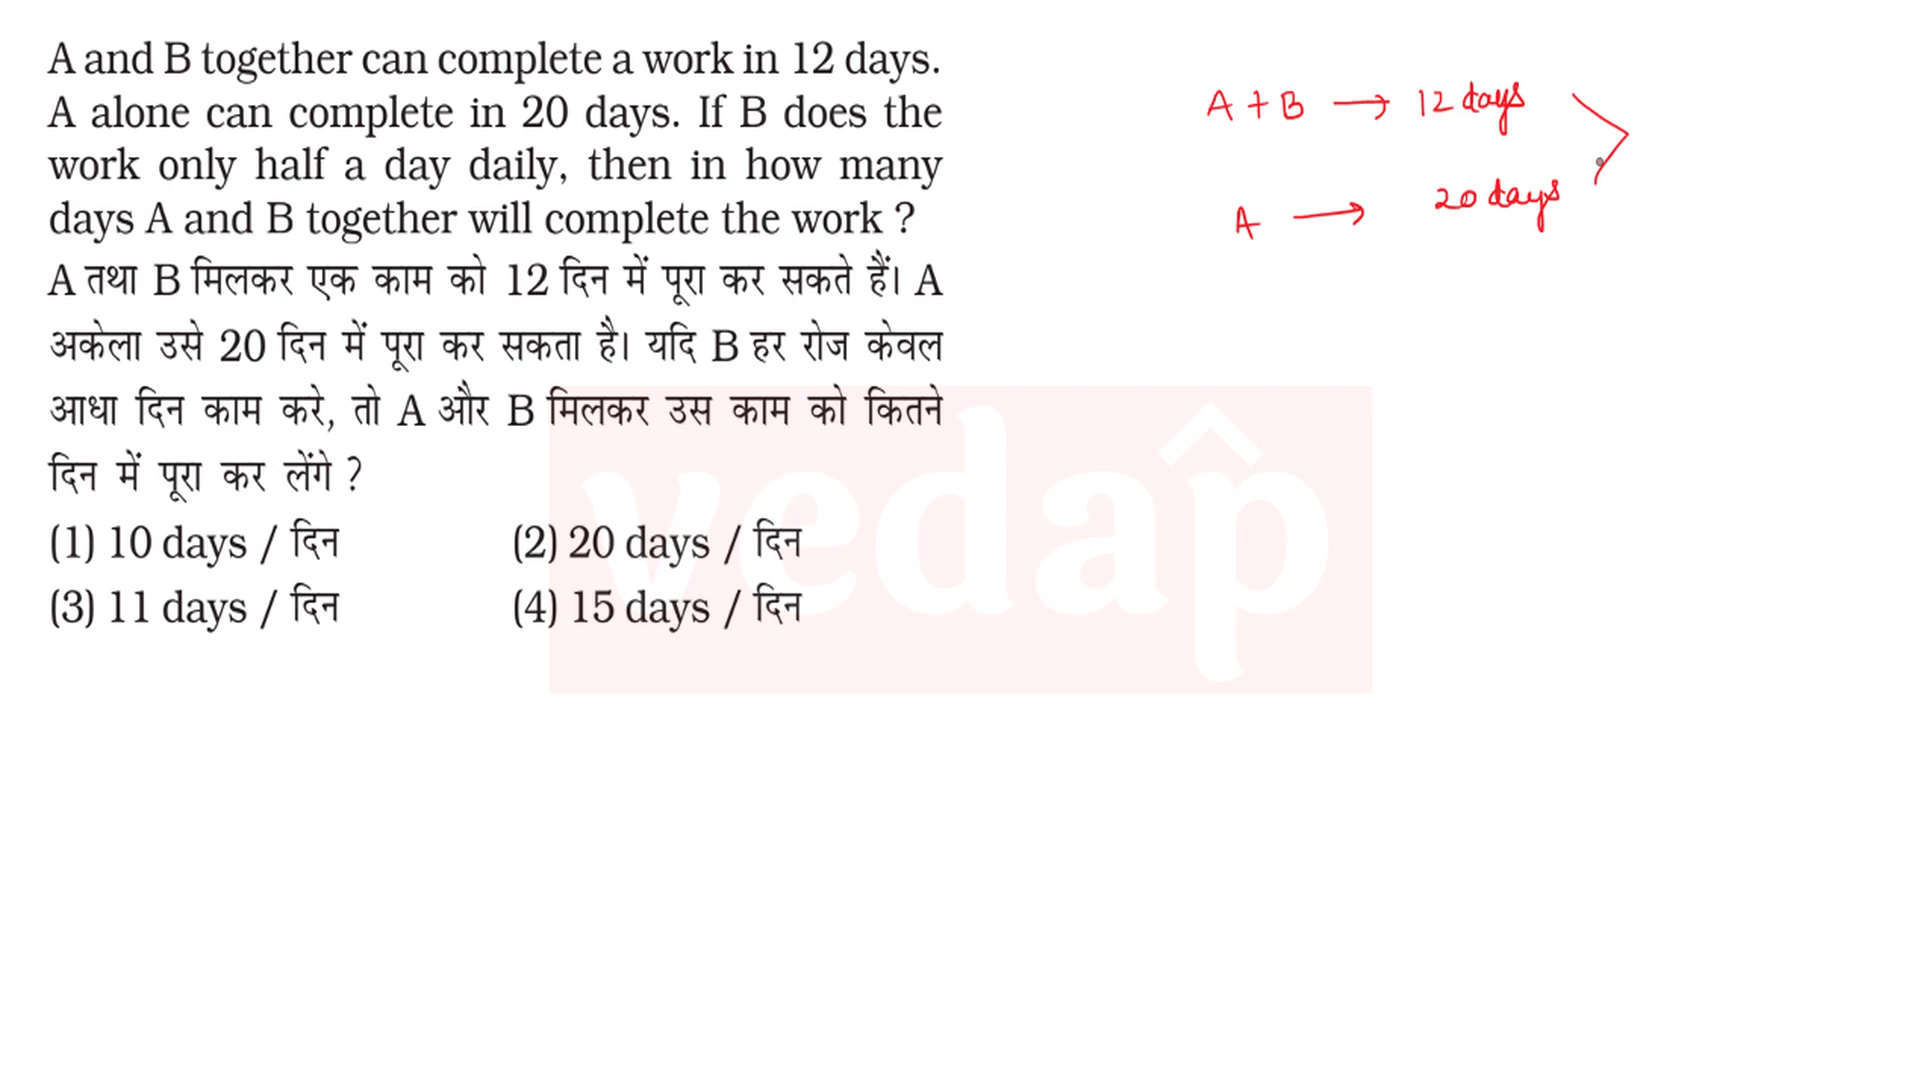 A and B together can complete a work in 12 days.
A alone can complete in 20 days. If B does the
work only half a day daily, then in how many
days A and B together will complete the work ?
A तथा B मिलकर एक काम को 12 दिन में पूरा कर सकते हैं। A
अकेला उसे 20 दिन में पूरा कर सकता है। यदि B हर रोज केवल
आधा दिन काम करे, तो A और B मिलकर उस काम को कितने
दिन में पूरा कर लेंगे ?
(1) 10 days / दिन (2) 20 days / दिन
(3) 11 days / दिन (4) 15 days / दिन
A + B → 12 days
A → 20 days
vedap